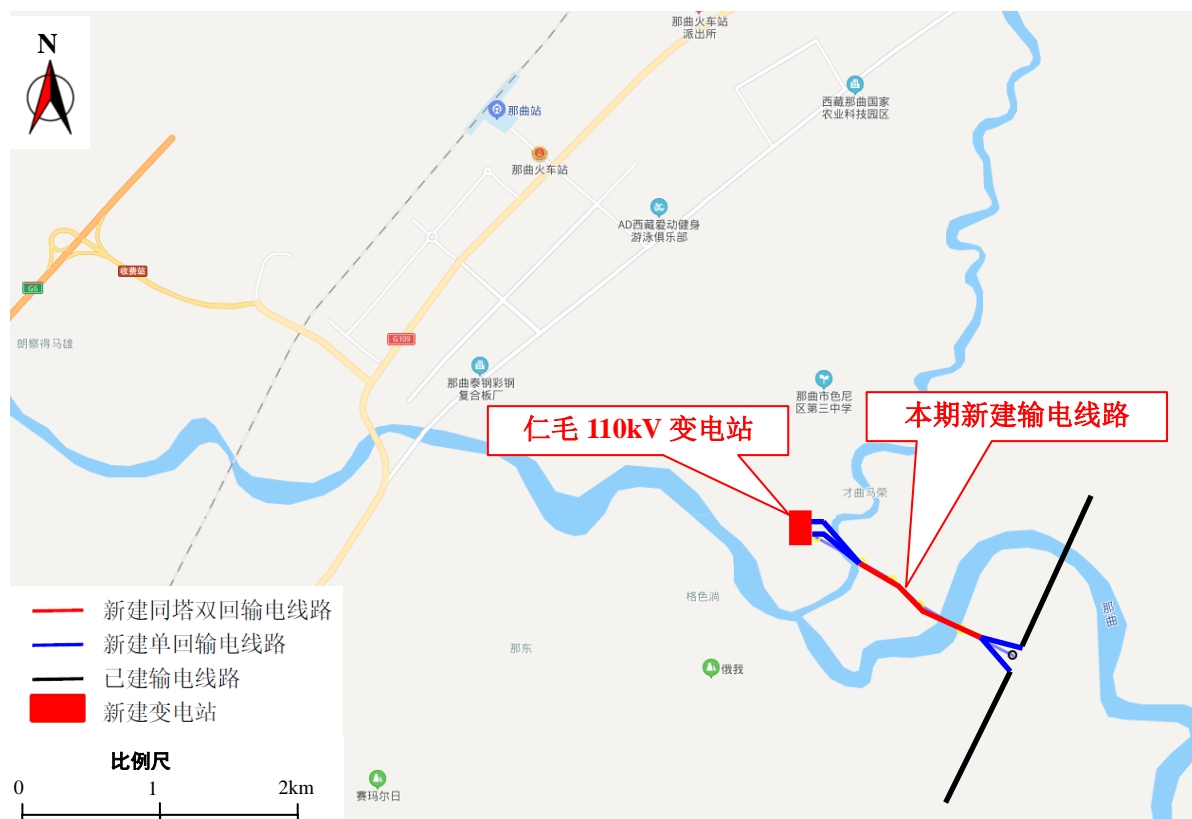 N
那曲火车站
派出所
那曲站
西藏那曲国家
农业科技园区
那曲火车站
AD西藏爱动健身
游泳俱乐部
收费站
G6
G109
朗察得马雄
那曲泰钢彩钢
复合板厂
那曲市色尼
区第三中学
仁毛 110kV 变电站
本期新建输电线路
才曲马荣
格色淌
那曲
那东
俄我
新建同塔双回输电线路
新建单回输电线路
已建输电线路
新建变电站
比例尺
0 1 2km
赛玛尔日